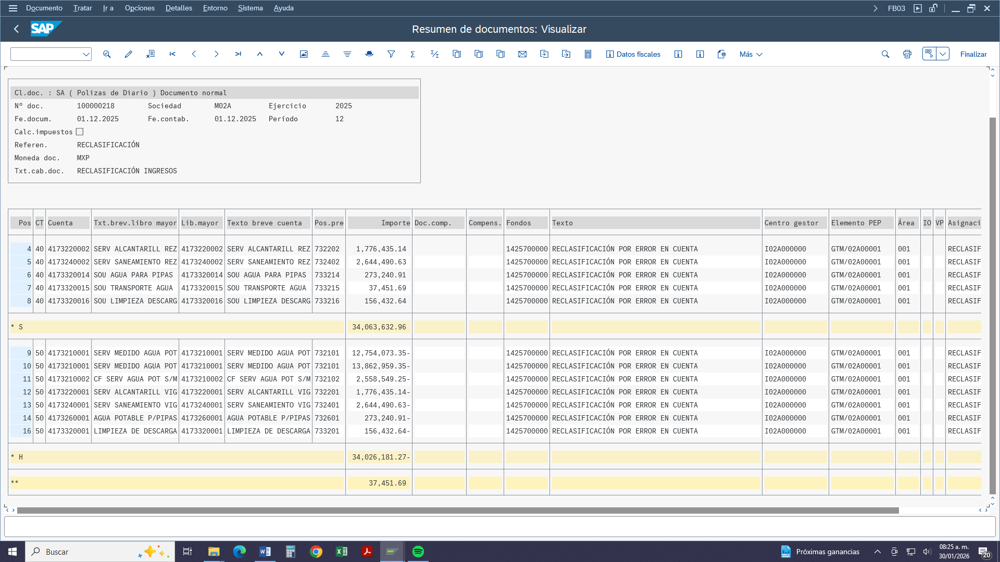 Documento Tratar Ir a Opciones Detalles Entorno Sistema Ayuda FB03
SAP Resumen de documentos: Visualizar
Datos fiscales Más Finalizar
Cl.doc. : SA ( Polizas de Diario ) Documento normal
Nº doc. 100000218 Sociedad M02A Ejercicio 2025
Fe.docum. 01.12.2025 Fe.contab. 01.12.2025 Período 12
Calc.impuestos
Referen. RECLASIFICACIÓN
Moneda doc. MXP
Txt.cab.doc. RECLASIFICACIÓN INGRESOS
Pos CT Cuenta Txt.brev.libro mayor Lib.mayor Texto breve cuenta Pos.pre Importe Doc.comp. Compens. Fondos Texto Centro gestor Elemento PEP Área IO VP Asignaci
4 40 4173220002 SERV ALCANTARILL REZ 4173220002 SERV ALCANTARILL REZ 732202 1,776,435.14 1425700000 RECLASIFICACIÓN POR ERROR EN CUENTA I02A000000 GTM/02A00001 001 RECLASIF
5 40 4173240002 SERV SANEAMIENTO REZ 4173240002 SERV SANEAMIENTO REZ 732402 2,644,490.63 1425700000 RECLASIFICACIÓN POR ERROR EN CUENTA I02A000000 GTM/02A00001 001 RECLASIF
6 40 4173320014 SOU AGUA PARA PIPAS 4173320014 SOU AGUA PARA PIPAS 733214 273,240.91 1425700000 RECLASIFICACIÓN POR ERROR EN CUENTA I02A000000 GTM/02A00001 001 RECLASIF
7 40 4173320015 SOU TRANSPORTE AGUA 4173320015 SOU TRANSPORTE AGUA 733215 37,451.69 1425700000 RECLASIFICACIÓN POR ERROR EN CUENTA I02A000000 GTM/02A00001 001 RECLASIF
8 40 4173320016 SOU LIMPIEZA DESCARG 4173320016 SOU LIMPIEZA DESCARG 733216 156,432.64 1425700000 RECLASIFICACIÓN POR ERROR EN CUENTA I02A000000 GTM/02A00001 001 RECLASIF
* S 34,063,632.96
9 50 4173210001 SERV MEDIDO AGUA POT 4173210001 SERV MEDIDO AGUA POT 732101 12,754,073.35- 1425700000 RECLASIFICACIÓN POR ERROR EN CUENTA I02A000000 GTM/02A00001 001 RECLASIF
10 50 4173210001 SERV MEDIDO AGUA POT 4173210001 SERV MEDIDO AGUA POT 732101 13,862,959.35- 1425700000 RECLASIFICACIÓN POR ERROR EN CUENTA I02A000000 GTM/02A00001 001 RECLASIF
11 50 4173210002 CF SERV AGUA POT S/M 4173210002 CF SERV AGUA POT S/M 732102 2,558,549.25- 1425700000 RECLASIFICACIÓN POR ERROR EN CUENTA I02A000000 GTM/02A00001 001 RECLASIF
12 50 4173220001 SERV ALCANTARILL VIG 4173220001 SERV ALCANTARILL VIG 732201 1,776,435.14- 1425700000 RECLASIFICACIÓN POR ERROR EN CUENTA I02A000000 GTM/02A00001 001 RECLASIF
13 50 4173240001 SERV SANEAMIENTO VIG 4173240001 SERV SANEAMIENTO VIG 732401 2,644,490.63- 1425700000 RECLASIFICACIÓN POR ERROR EN CUENTA I02A000000 GTM/02A00001 001 RECLASIF
14 50 4173260001 AGUA POTABLE P/PIPAS 4173260001 AGUA POTABLE P/PIPAS 732601 273,240.91- 1425700000 RECLASIFICACIÓN POR ERROR EN CUENTA I02A000000 GTM/02A00001 001 RECLASIF
16 50 4173320001 LIMPIEZA DE DESCARGA 4173320001 LIMPIEZA DE DESCARGA 733201 156,432.64- 1425700000 RECLASIFICACIÓN POR ERROR EN CUENTA I02A000000 GTM/02A00001 001 RECLASIF
* H 34,026,181.27-
** 37,451.69
Buscar Próximas ganancias 08:25 a. m.
30/01/2026 20